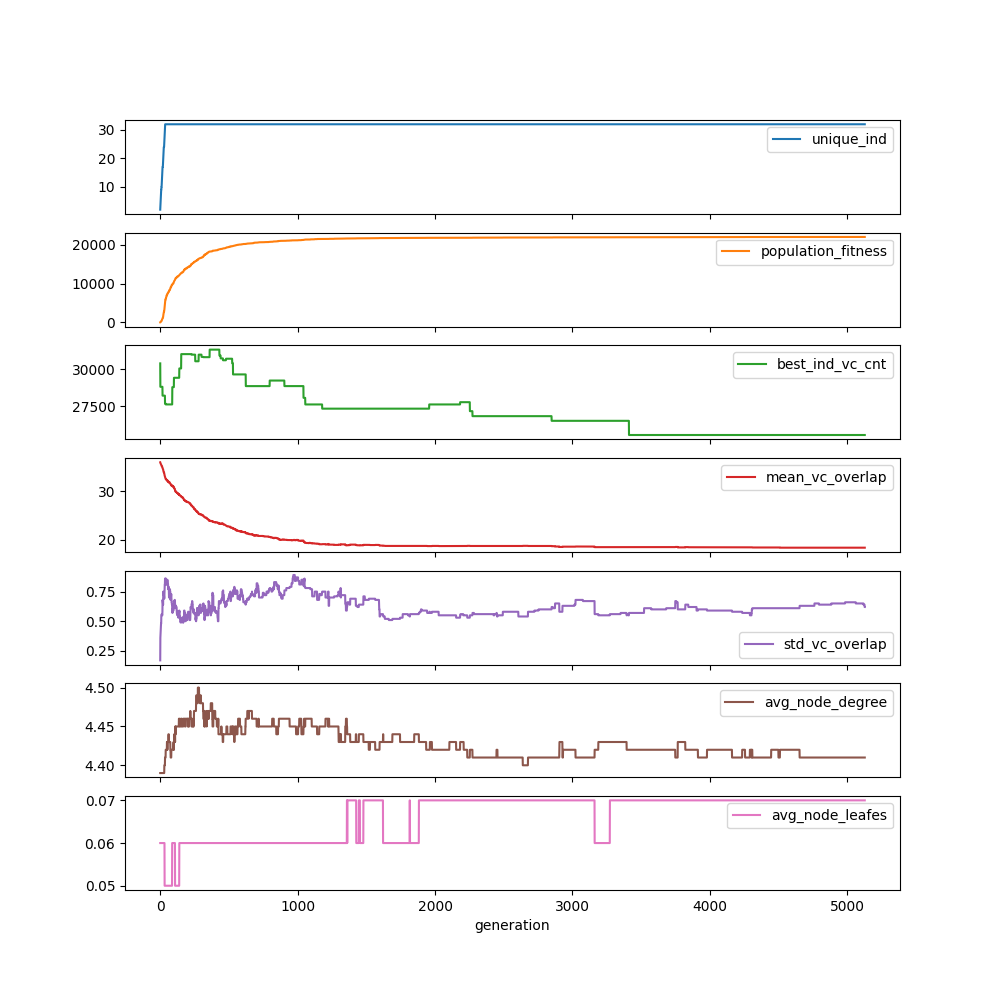 30
20
10
unique_ind
20000
10000
0
population_fitness
30000
27500
best_ind_vc_cnt
30
20
mean_vc_overlap
0.75
0.50
0.25
std_vc_overlap
4.50
4.45
4.40
avg_node_degree
0.07
0.06
0.05
avg_node_leafes
0 1000 2000 3000 4000 5000
generation